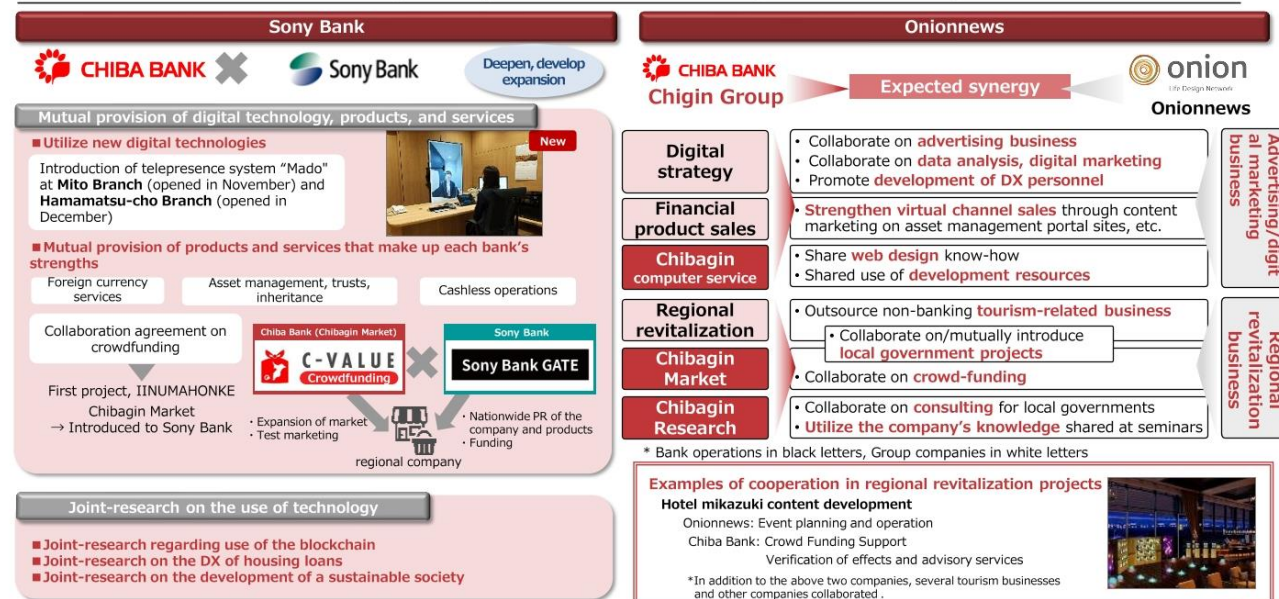 Sony Bank
CHIBA BANK
Sony Bank
Deepen, develop
expansion
Mutual provision of digital technology, products, and services
■Utilize new digital technologies
New
Introduction of telepresence system “Mado"
at Mito Branch (opened in November) and
Hamamatsu-cho Branch (opened in
December)
■Mutual provision of products and services that make up each bank’s
strengths
Foreign currency
services
Asset management, trusts,
inheritance
Cashless operations
Collaboration agreement on
crowdfunding
First project, IINUMAHONKE
Chibagin Market
→ Introduced to Sony Bank
Chiba Bank (Chibagin Market)
C-VALUE
Crowdfunding
Sony Bank
Sony Bank GATE
・Expansion of market
・Test marketing
・Nationwide PR of the
company and products
・Funding
regional company
Joint-research on the use of technology
■Joint-research regarding use of the blockchain
■Joint-research on the DX of housing loans
■Joint-research on the development of a sustainable society
Onionnews
CHIBA BANK
Chigin Group
Expected synergy
onion
Life Design Network
Onionnews
Digital
strategy
• Collaborate on advertising business
• Collaborate on data analysis, digital marketing
• Promote development of DX personnel
Financial
product sales
• Strengthen virtual channel sales through content
marketing on asset management portal sites, etc.
Chibagin
computer service
• Share web design know-how
• Shared use of development resources
Advertising/digit
al marketing
business
Regional
revitalization
• Outsource non-banking tourism-related business
• Collaborate on/mutually introduce
local government projects
Chibagin
Market
• Collaborate on crowd-funding
Chibagin
Research
• Collaborate on consulting for local governments
• Utilize the company’s knowledge shared at seminars
Regional
revitalization
business
* Bank operations in black letters, Group companies in white letters
Examples of cooperation in regional revitalization projects
Hotel mikazuki content development
Onionnews: Event planning and operation
Chiba Bank: Crowd Funding Support
Verification of effects and advisory services
*In addition to the above two companies, several tourism businesses
and other companies collaborated .